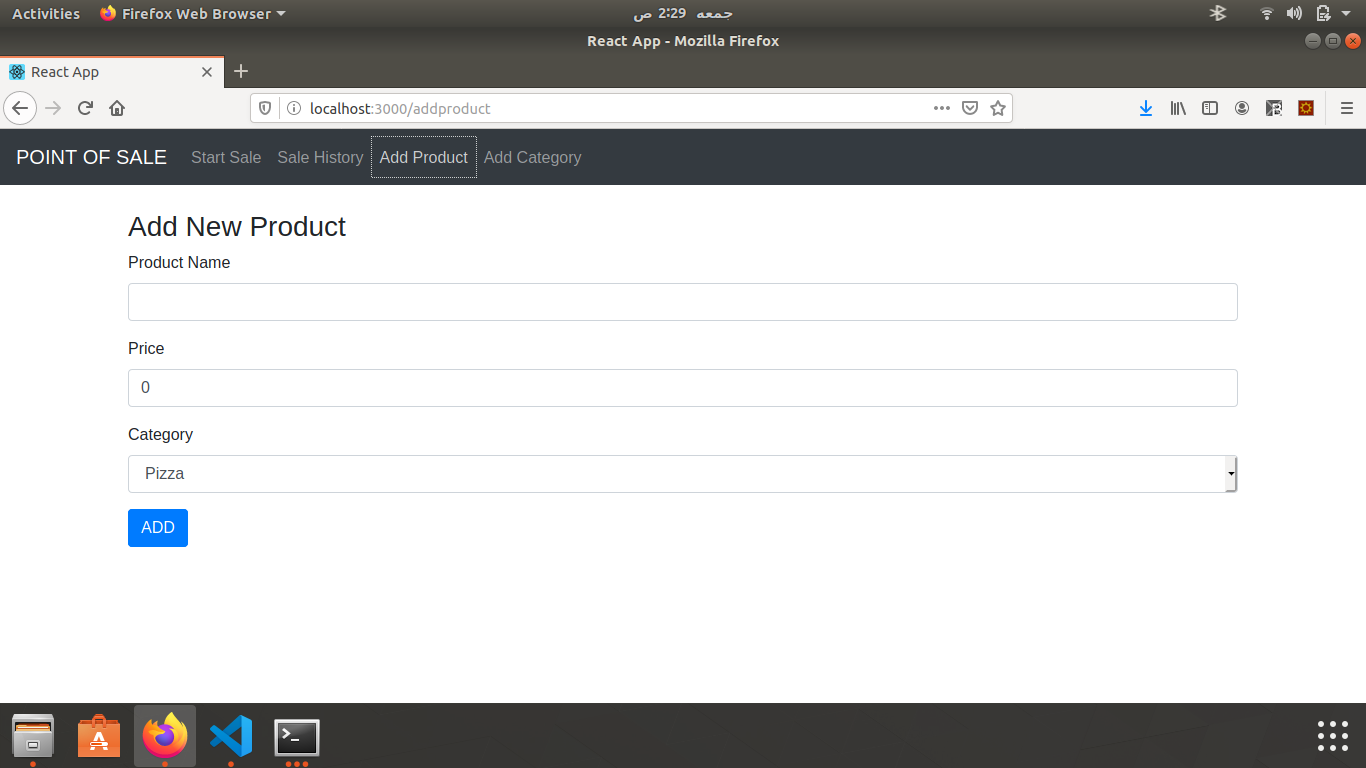 Activities Firefox Web Browser جمعه 2:29 ص
React App - Mozilla Firefox
React App
localhost:3000/addproduct
POINT OF SALE Start Sale Sale History Add Product Add Category
Add New Product
Product Name
Price
0
Category
Pizza
ADD